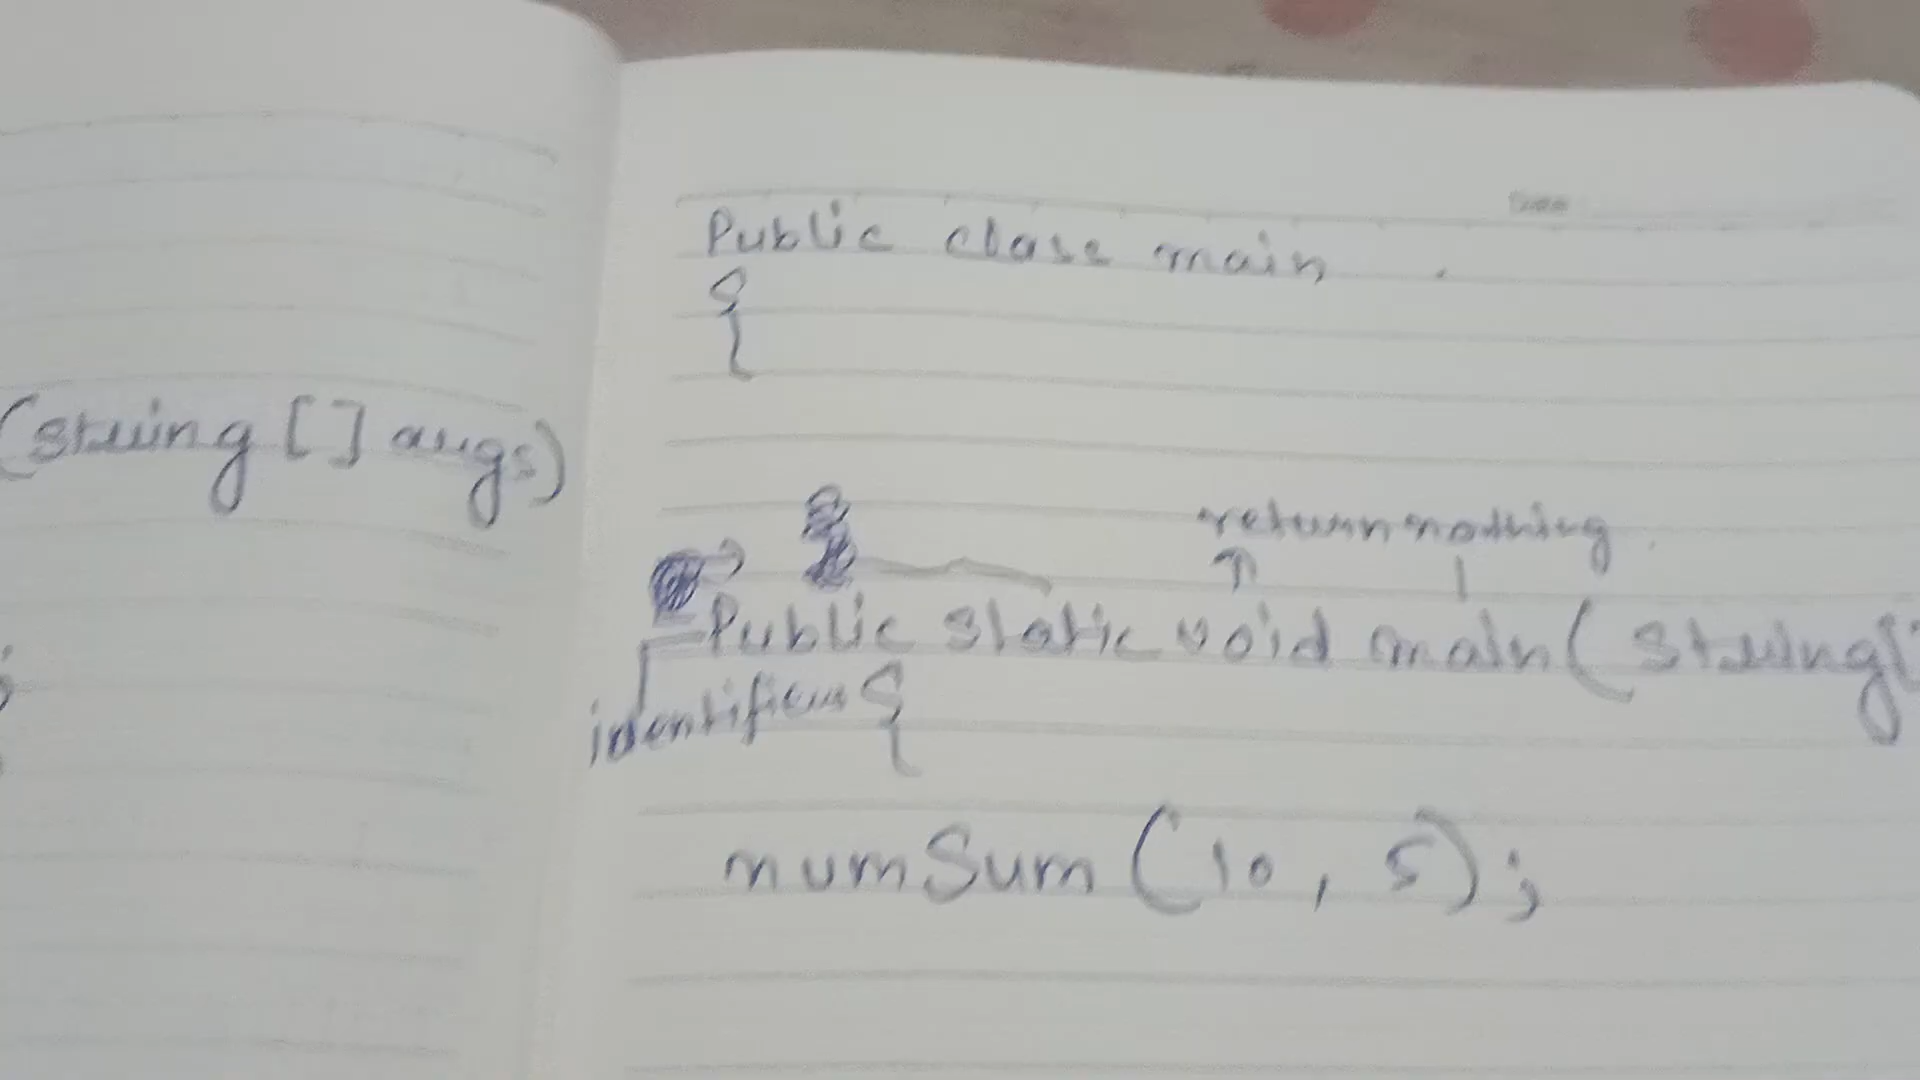 (string [] args)
Public class main
{
return nothing
Public static void main( String[
identifier {
numSum (10, 5);